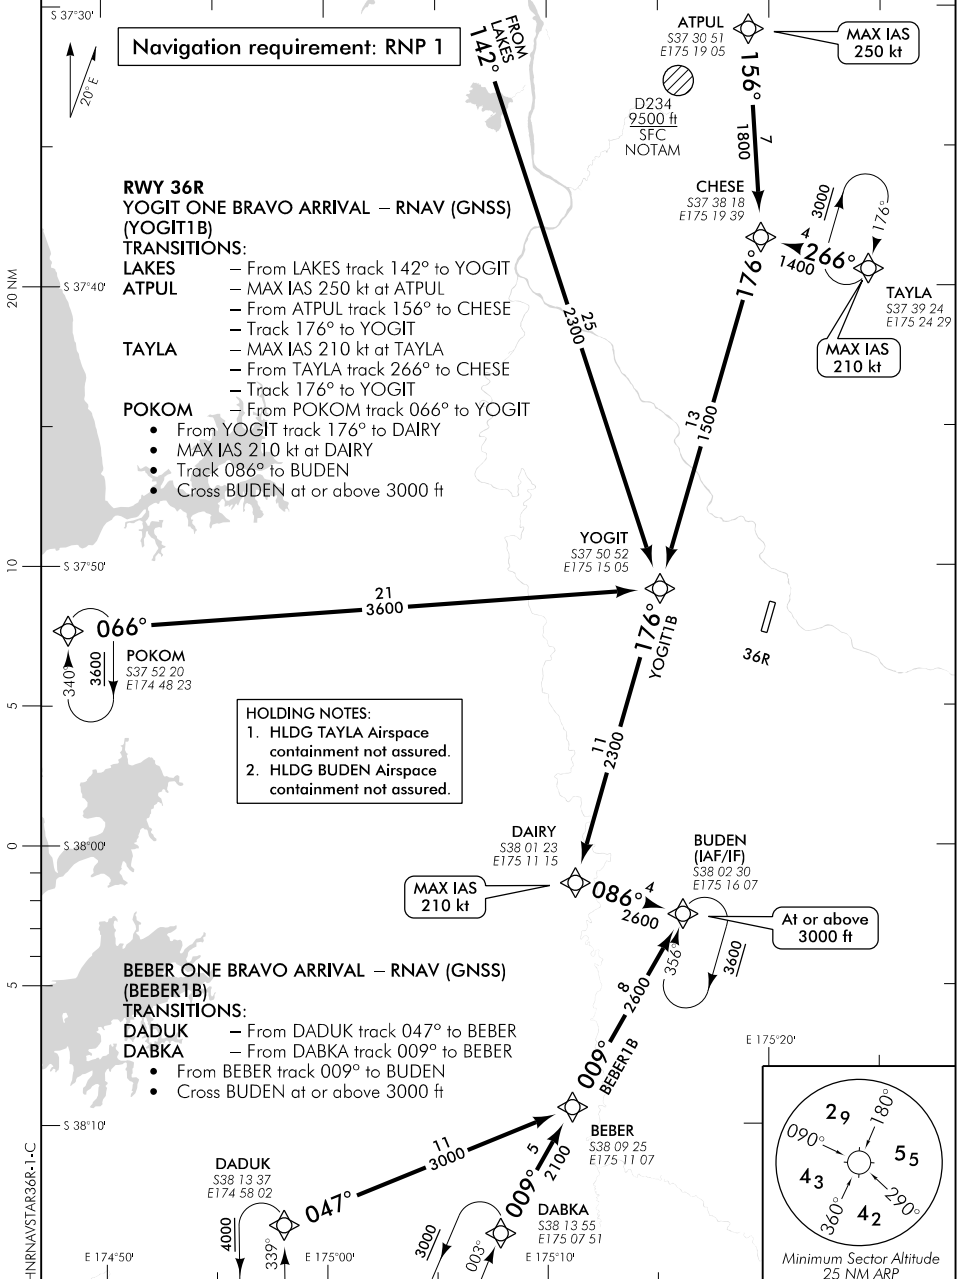 S 37°30'
Navigation requirement: RNP 1
20° E
FROM
LAKES
142°
ATPUL
S37 30 51
E175 19 05
MAX IAS
250 kt
156°
7
1800
D234
9500 ft
SFC
NOTAM
CHESE
S37 38 18
E175 19 39
3000
176°
4
266°
1400
TAYLA
S37 39 24
E175 24 29
MAX IAS
210 kt
RWY 36R
YOGIT ONE BRAVO ARRIVAL – RNAV (GNSS)
(YOGIT1B)
TRANSITIONS:
LAKES – From LAKES track 142° to YOGIT
ATPUL – MAX IAS 250 kt at ATPUL
– From ATPUL track 156° to CHESE
– Track 176° to YOGIT
TAYLA – MAX IAS 210 kt at TAYLA
– From TAYLA track 266° to CHESE
– Track 176° to YOGIT
POKOM – From POKOM track 066° to YOGIT
• From YOGIT track 176° to DAIRY
• MAX IAS 210 kt at DAIRY
• Track 086° to BUDEN
• Cross BUDEN at or above 3000 ft
20 NM
S 37°40'
25
2300
176°
13
1500
YOGIT
S37 50 52
E175 15 05
10
S 37°50'
21
3600
066°
POKOM
S37 52 20
E174 48 23
340°
3600
176°
YOGIT1B
36R
5
HOLDING NOTES:
1. HLDG TAYLA Airspace
containment not assured.
2. HLDG BUDEN Airspace
containment not assured.
11
2300
0
S 38°00'
DAIRY
S38 01 23
E175 11 15
MAX IAS
210 kt
086°
4
2600
BUDEN
(IAF/IF)
S38 02 30
E175 16 07
At or above
3000 ft
356°
3600
5
BEBER ONE BRAVO ARRIVAL – RNAV (GNSS)
(BEBER1B)
TRANSITIONS:
DADUK – From DADUK track 047° to BEBER
DABKA – From DABKA track 009° to BEBER
• From BEBER track 009° to BUDEN
• Cross BUDEN at or above 3000 ft
8
2600
009°
BEBER1B
E 175°20'
S 38°10'
BEBER
S38 09 25
E175 11 07
11
3000
047°
DADUK
S38 13 37
E174 58 02
4000
339°
5
2100
009°
DABKA
S38 13 55
E175 07 51
3000
003°
E 174°50'
E 175°00'
E 175°10'
29
180°
090°
55
43
290°
360°
42
Minimum Sector Altitude
25 NM ARP
HNRNAVSTAR36R-1-C